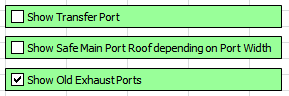 Show Transfer Port
Show Safe Main Port Roof depending on Port Width
Show Old Exhaust Ports